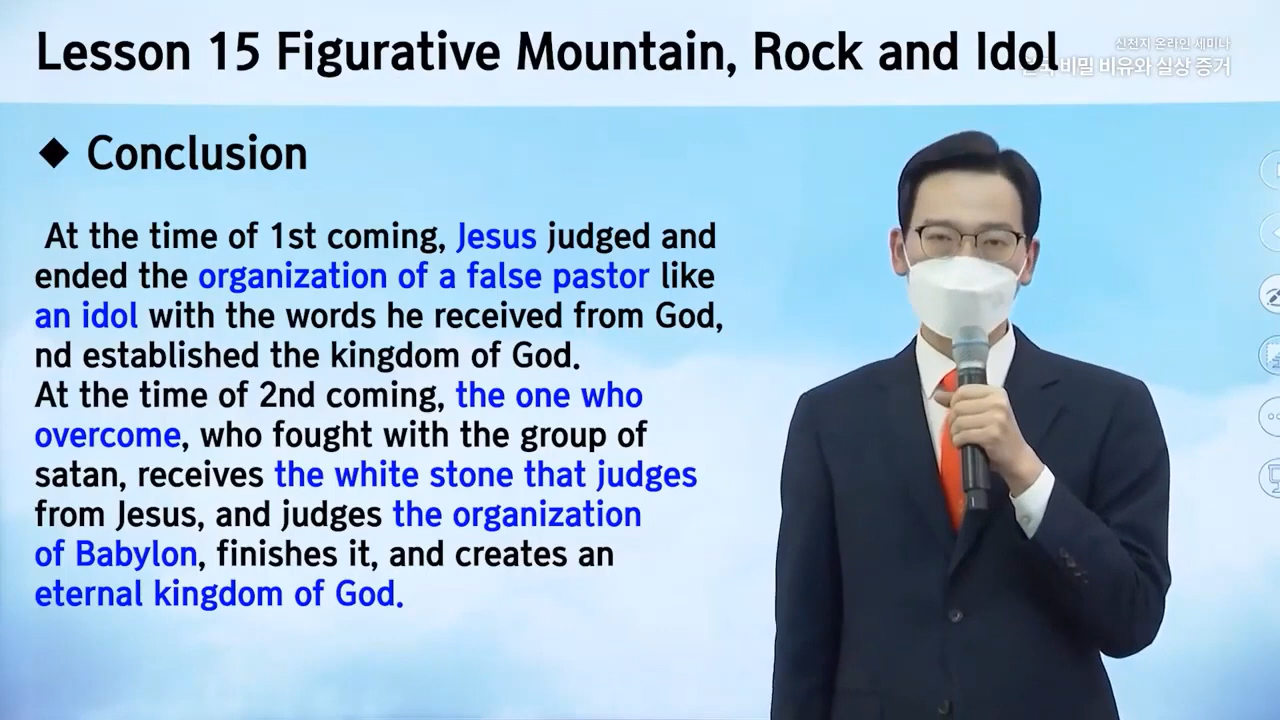 Lesson 15 Figurative Mountain, Rock and Idol
신천지 온라인 세미나
비밀 비유와 실상 증거
◆ Conclusion
At the time of 1st coming, Jesus judged and
ended the organization of a false pastor like
an idol with the words he received from God,
nd established the kingdom of God.
At the time of 2nd coming, the one who
overcome, who fought with the group of
satan, receives the white stone that judges
from Jesus, and judges the organization
of Babylon, finishes it, and creates an
eternal kingdom of God.